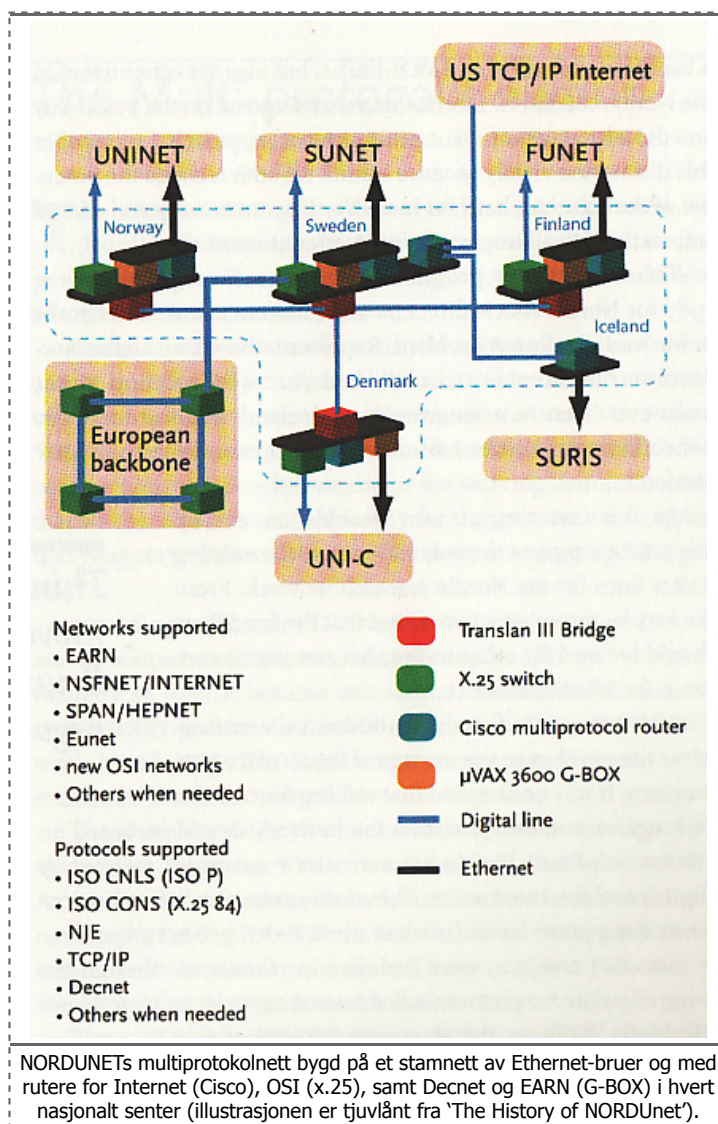 US TCP/IP Internet
UNINET
SUNET
FUNET
Norway
Sweden
Finland
Iceland
Denmark
European
backbone
SURIS
UNI-C
Networks supported
• EARN
• NSFNET/INTERNET
• SPAN/HEPNET
• Eunet
• new OSI networks
• Others when needed
Protocols supported
• ISO CNLS (ISO P)
• ISO CONS (X.25 84)
• NJE
• TCP/IP
• Decnet
• Others when needed
Translan III Bridge
X.25 switch
Cisco multiprotocol router
µVAX 3600 G-BOX
Digital line
Ethernet
NORDUNETs multiprotokolnett bygd på et stamnett av Ethernet-bruer og med
rutere for Internet (Cisco), OSI (x.25), samt Decnet og EARN (G-BOX) i hvert
nasjonalt senter (illustrasjonen er tjuvlånt fra ‘The History of NORDUnet’).